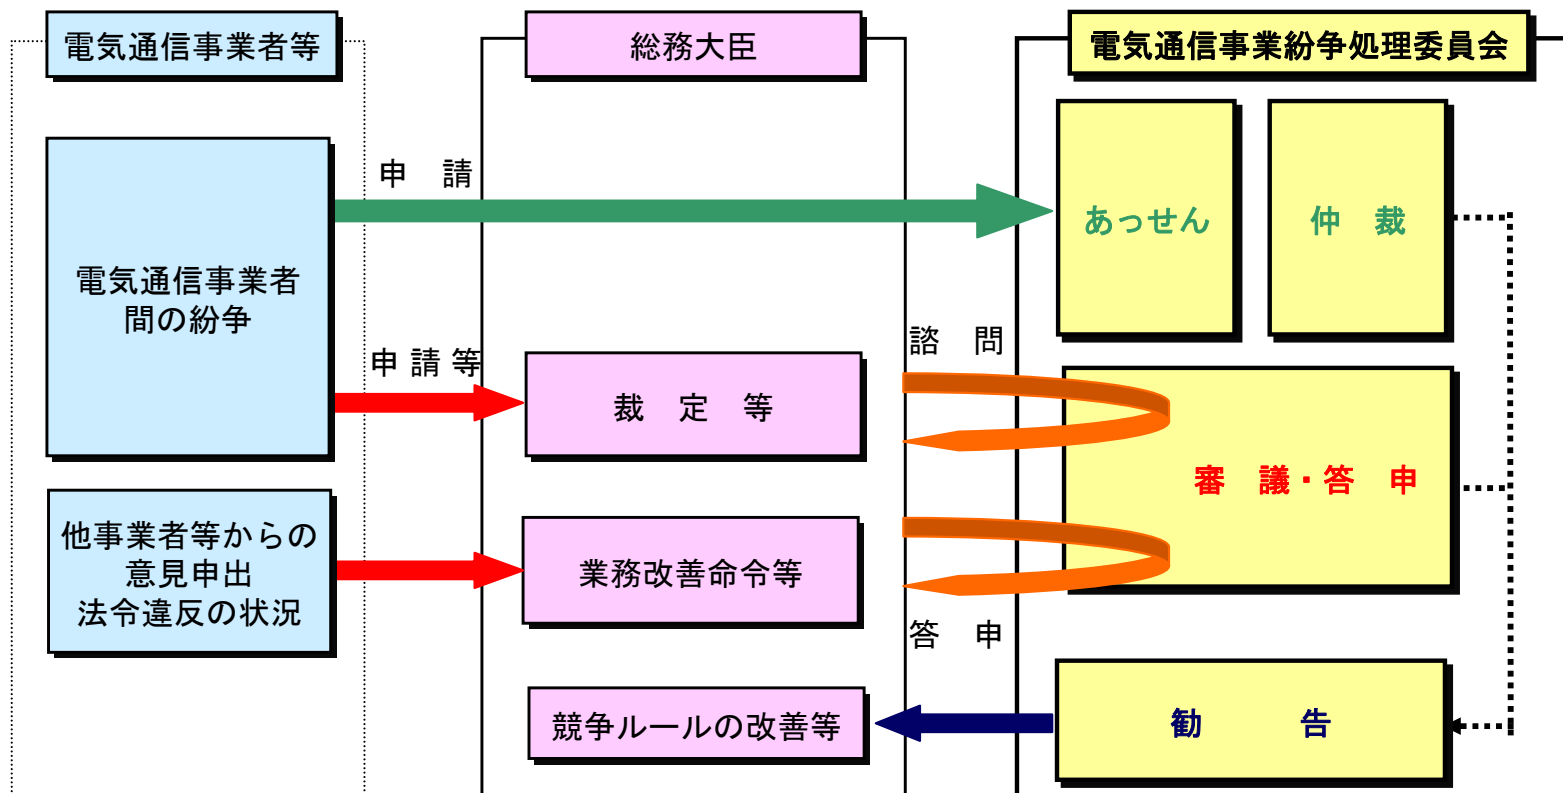 電気通信事業者等
総務大臣
電気通信事業紛争処理委員会
申　請
あっせん
仲　裁
電気通信事業者
間の紛争
諮　問
申 請 等
裁　定　等
審　議・答　申
他事業者等からの
意見申出
法令違反の状況
業務改善命令等
答　申
競争ルールの改善等
勧　　　告